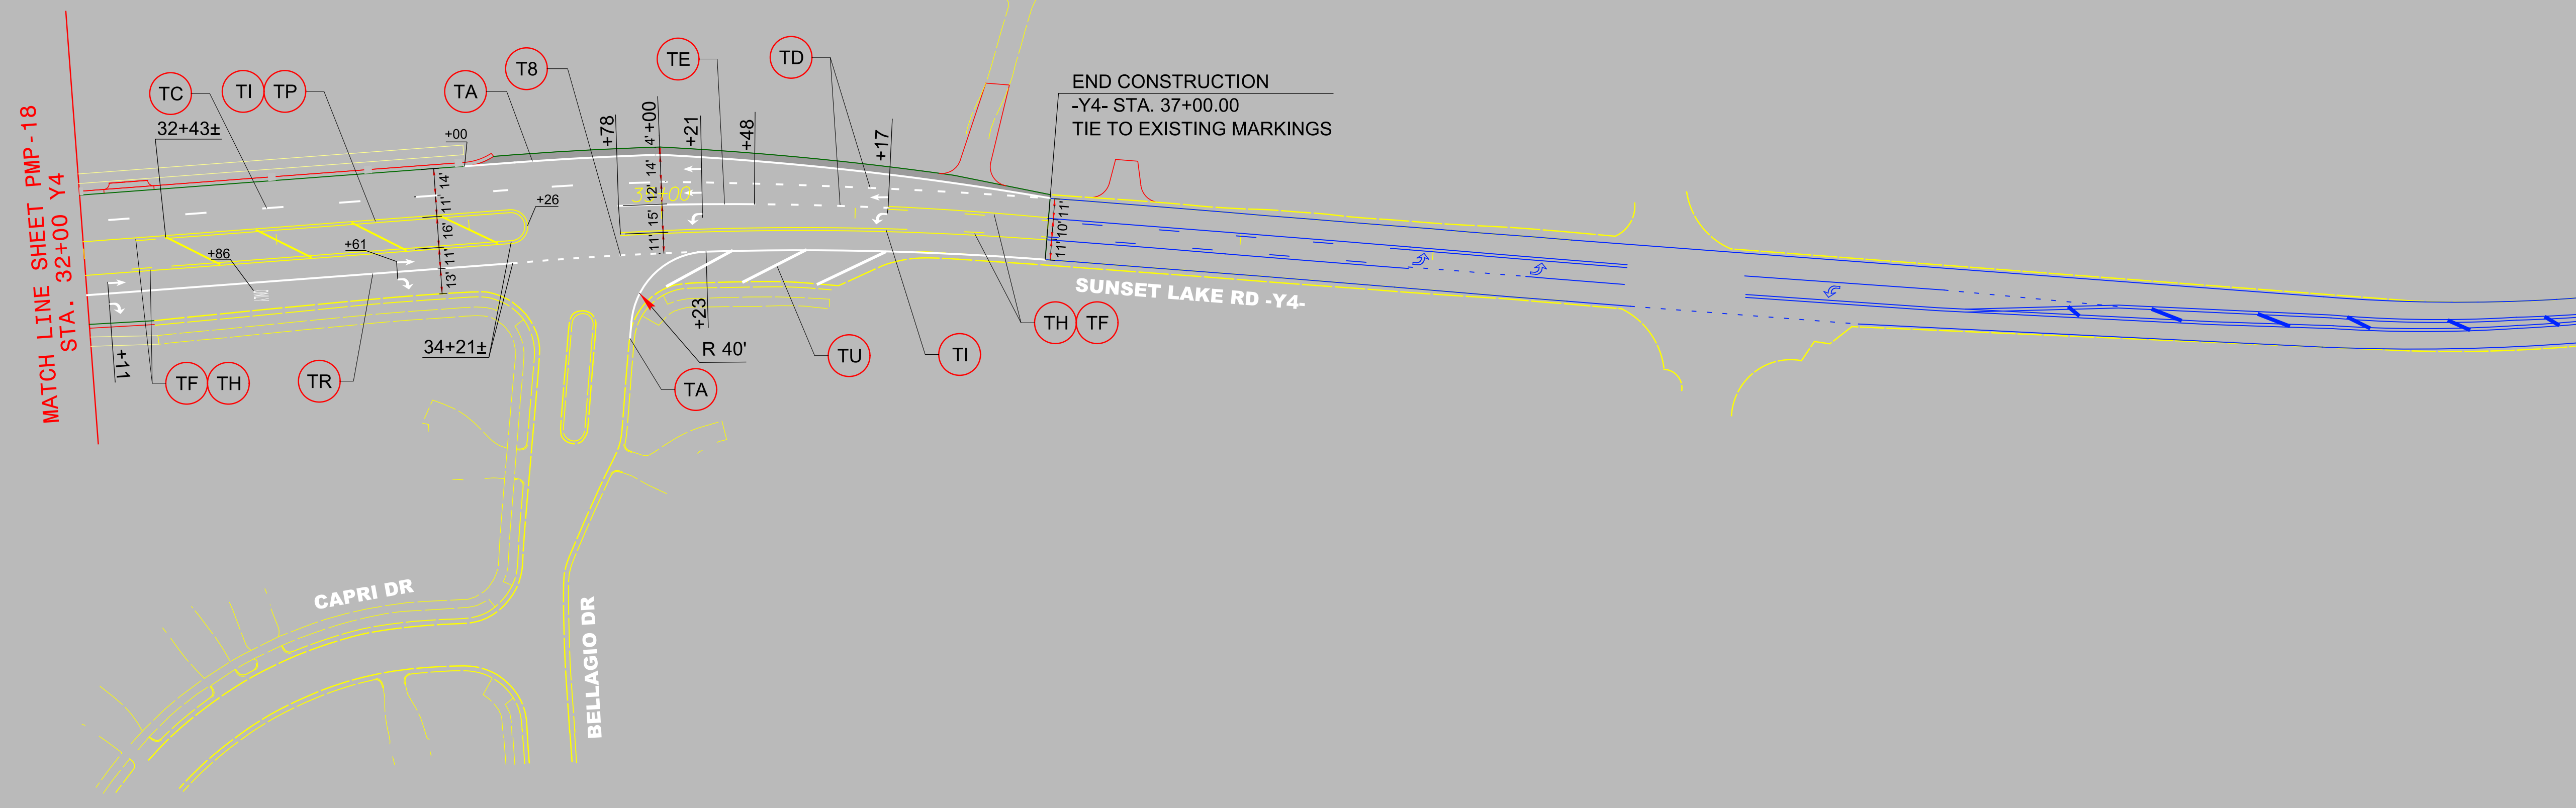 MATCH LINE SHEET PMP-18
STA. 32+00 Y4
TC
TI
TP
TA
T8
TE
TD
32+43±
+00
+78
4'
+00
+21
+48
+17
END CONSTRUCTION
-Y4- STA. 37+00.00
TIE TO EXISTING MARKINGS
14'
11'
16'
11'
13'
+26
14'
12'
15'
11'
11'
10'
+86
+61
ONLY
SUNSET LAKE RD -Y4-
+11
TF
TH
TR
34+21±
+23
R 40'
TA
TU
TI
TH
TF
CAPRI DR
BELLAGIO DR